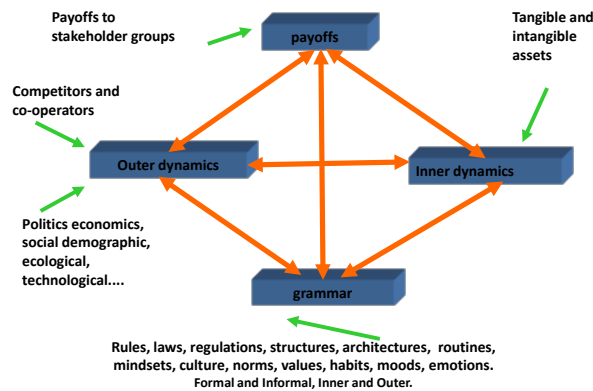 Payoffs to
stakeholder groups
payoffs
Tangible and
intangible
assets
Competitors and
co-operators
Outer dynamics
Inner dynamics
Politics economics,
social demographic,
ecological,
technological....
grammar
Rules, laws, regulations, structures, architectures, routines,
mindsets, culture, norms, values, habits, moods, emotions.
Formal and Informal, Inner and Outer.